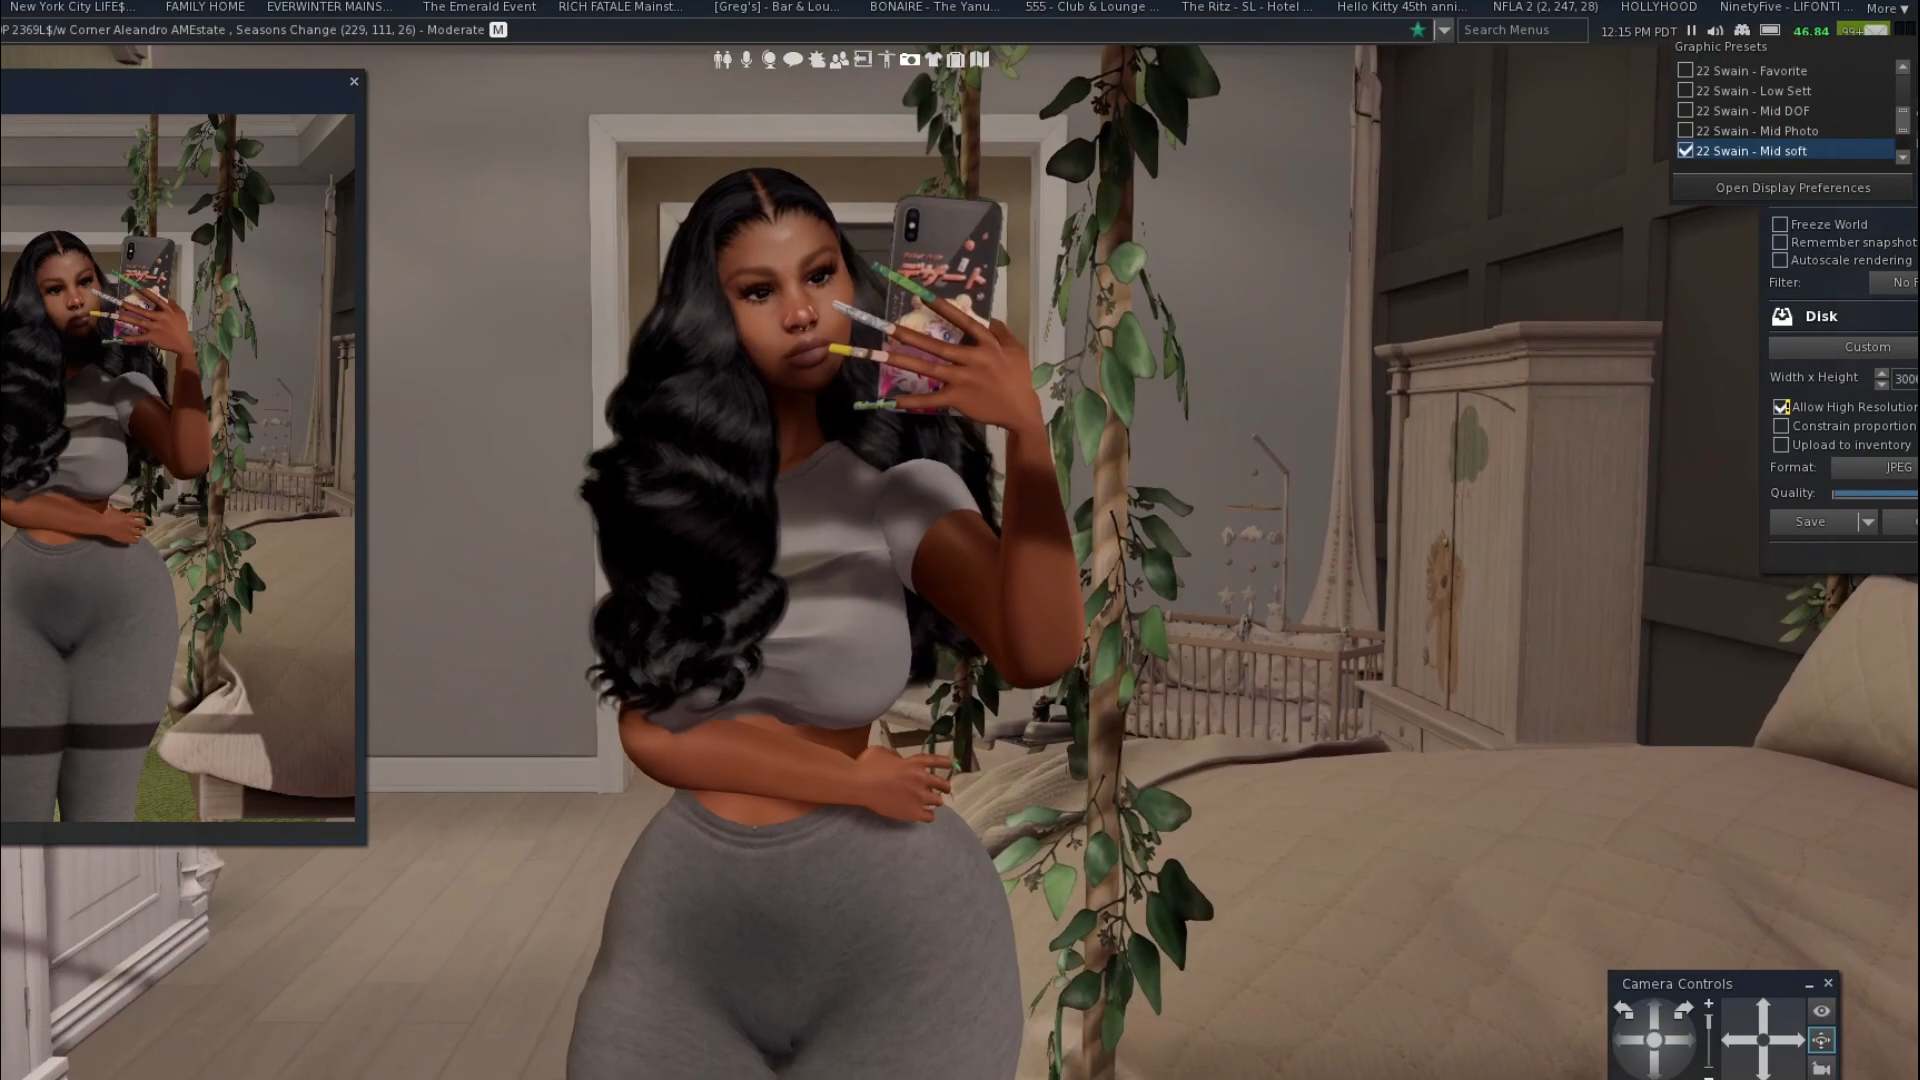 New York City LIFE$... FAMILY HOME EVERWINTER MAINS... The Emerald Event RICH FATALE Mainst... [Greg's] - Bar & Lou... BONAIRE - The Yanu... 555 - Club & Lounge ... The Ritz - SL - Hotel ... Hello Kitty 45th anni... NFLA 2 (2, 247, 28) HOLLYHOOD NinetyFive - LIFONTI ... More
P 2369L$/w Corner Aleandro AMEstate , Seasons Change (229, 111, 26) - Moderate M Search Menus 12:15 PM PDT 46.84 99+
Graphic Presets
22 Swain - Favorite
22 Swain - Low Sett
22 Swain - Mid DOF
22 Swain - Mid Photo
22 Swain - Mid soft
Open Display Preferences
Freeze World
Remember snapshot
Autoscale rendering
Filter: No F
Disk
Custom
Width x Height 300
Allow High Resolution
Constrain proportion
Upload to inventory
Format: JPEG
Quality:
Save
デザート
Camera Controls